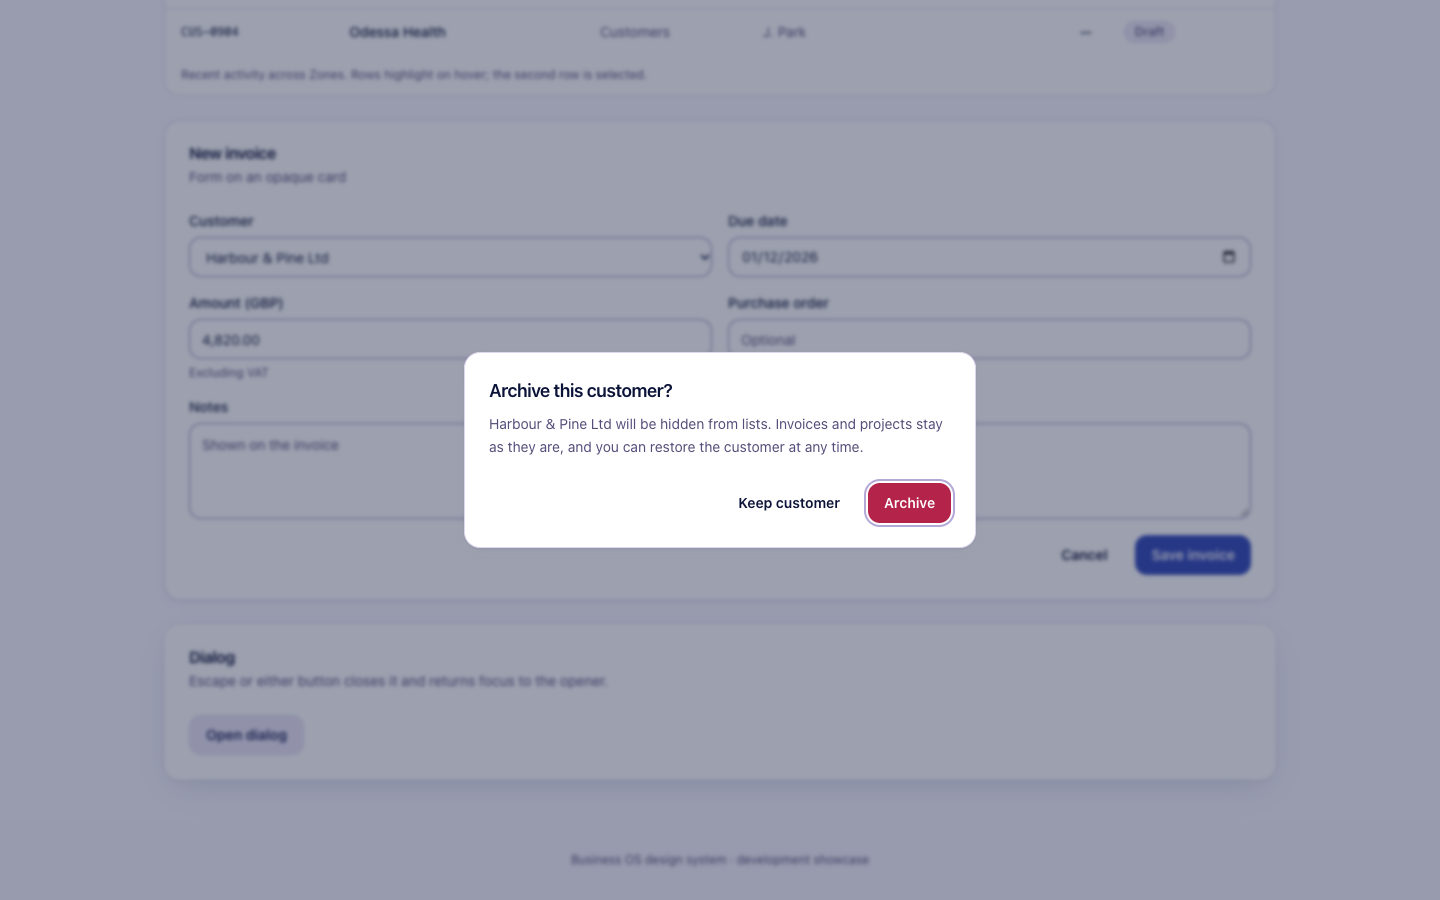 CUS-0984 Odessa Health Customers J. Park — Draft
Recent activity across Zones. Rows highlight on hover; the second row is selected.
New invoice
Form on an opaque card
Customer
Due date
Harbour & Pine Ltd
01/12/2026
Amount (GBP)
Purchase order
4,820.00
Optional
Excluding VAT
Notes
Shown on the invoice
Archive this customer?
Harbour & Pine Ltd will be hidden from lists. Invoices and projects stay
as they are, and you can restore the customer at any time.
Keep customer
Archive
Cancel
Save invoice
Dialog
Escape or either button closes it and returns focus to the opener.
Open dialog
Business OS design system · development showcase